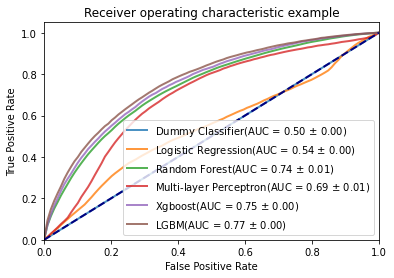 Receiver operating characteristic example
True Positive Rate
1.0
0.8
0.6
0.4
0.2
0.0
Dummy Classifier(AUC = 0.50 ± 0.00)
Logistic Regression(AUC = 0.54 ± 0.00)
Random Forest(AUC = 0.74 ± 0.01)
Multi-layer Perceptron(AUC = 0.69 ± 0.01)
Xgboost(AUC = 0.75 ± 0.00)
LGBM(AUC = 0.77 ± 0.00)
0.0 0.2 0.4 0.6 0.8 1.0
False Positive Rate